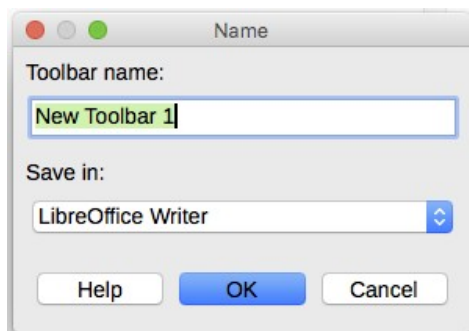 Name
Toolbar name:
New Toolbar 1
Save in:
LibreOffice Writer
Help OK Cancel